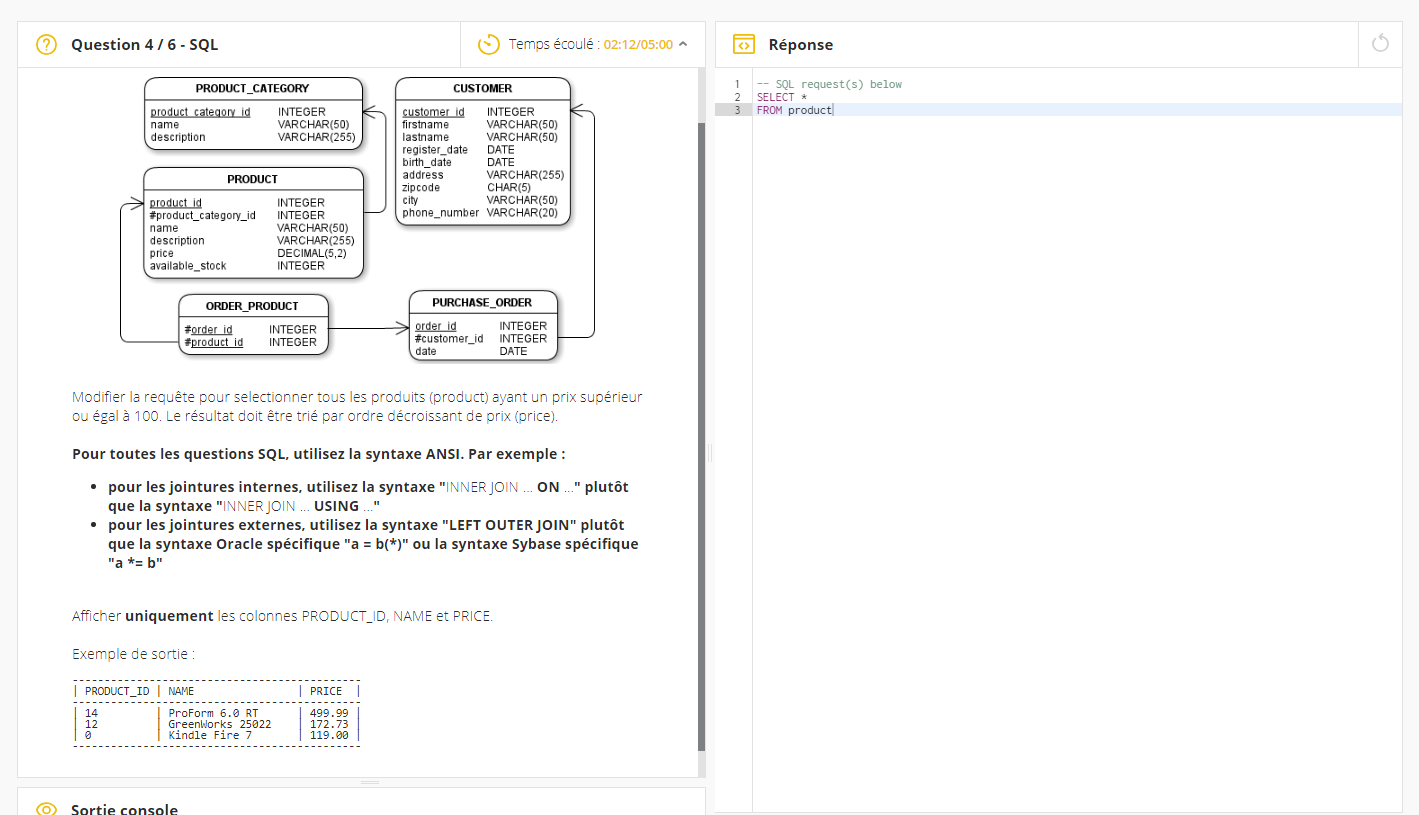 Question 4 / 6 - SQL
Temps écoulé : 02:12/05:00
PRODUCT_CATEGORY
product_category_id INTEGER
name VARCHAR(50)
description VARCHAR(255)
CUSTOMER
customer_id INTEGER
firstname VARCHAR(50)
lastname VARCHAR(50)
register_date DATE
birth_date DATE
address VARCHAR(255)
zipcode CHAR(5)
city VARCHAR(50)
phone_number VARCHAR(20)
PRODUCT
product_id INTEGER
#product_category_id INTEGER
name VARCHAR(50)
description VARCHAR(255)
price DECIMAL(5,2)
available_stock INTEGER
ORDER_PRODUCT
#order_id INTEGER
#product_id INTEGER
PURCHASE_ORDER
order_id INTEGER
#customer_id INTEGER
date DATE
Modifier la requête pour selectionner tous les produits (product) ayant un prix supérieur
ou égal à 100. Le résultat doit être trié par ordre décroissant de prix (price).
Pour toutes les questions SQL, utilisez la syntaxe ANSI. Par exemple :
• pour les jointures internes, utilisez la syntaxe "INNER JOIN ... ON ..." plutôt
que la syntaxe "INNER JOIN ... USING ..."
• pour les jointures externes, utilisez la syntaxe "LEFT OUTER JOIN" plutôt
que la syntaxe Oracle spécifique "a = b(*)" ou la syntaxe Sybase spécifique
"a *= b"
Afficher uniquement les colonnes PRODUCT_ID, NAME et PRICE.
Exemple de sortie :
---------------------------------------------
| PRODUCT_ID | NAME | PRICE |
---------------------------------------------
| 14 | ProForm 6.0 RT | 499.99 |
| 12 | GreenWorks 25022 | 172.73 |
| 0 | Kindle Fire 7 | 119.00 |
---------------------------------------------
Sortie console
Réponse
1 -- SQL request(s) below
2 SELECT *
3 FROM product